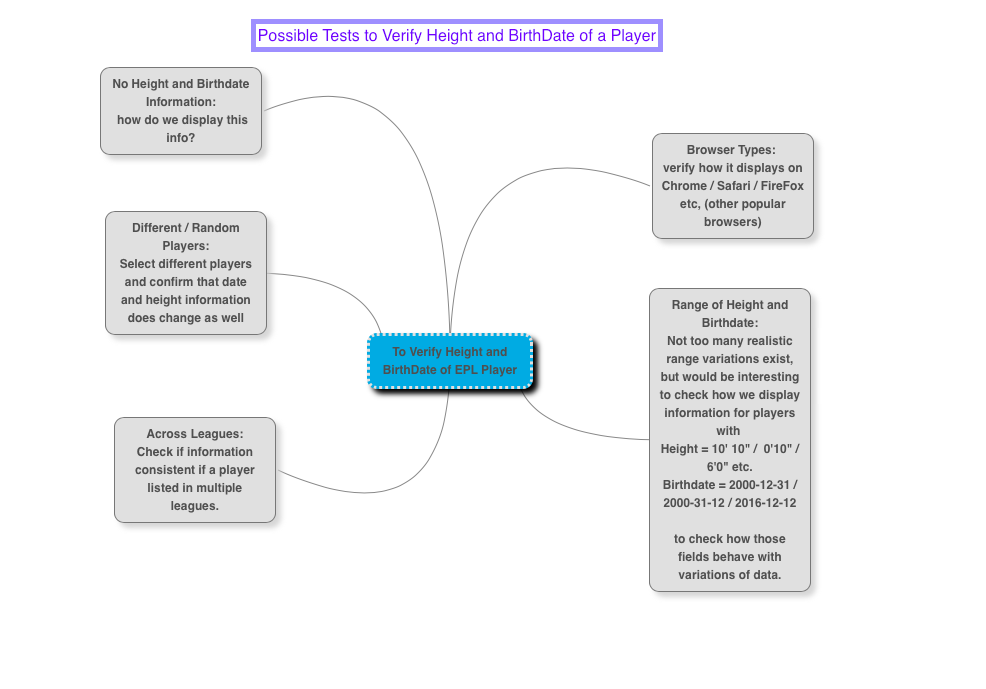 Possible Tests to Verify Height and BirthDate of a Player
No Height and Birthdate
Information:
how do we display this
info?
Different / Random
Players:
Select different players
and confirm that date
and height information
does change as well
Across Leagues:
Check if information
consistent if a player
listed in multiple
leagues.
To Verify Height and
BirthDate of EPL Player
Browser Types:
verify how it displays on
Chrome / Safari / FireFox
etc, (other popular
browsers)
Range of Height and
Birthdate:
Not too many realistic
range variations exist,
but would be interesting
to check how we display
information for players
with
Height = 10' 10" /  0'10" /
6'0" etc.
Birthdate = 2000-12-31 /
2000-31-12 / 2016-12-12
to check how those
fields behave with
variations of data.